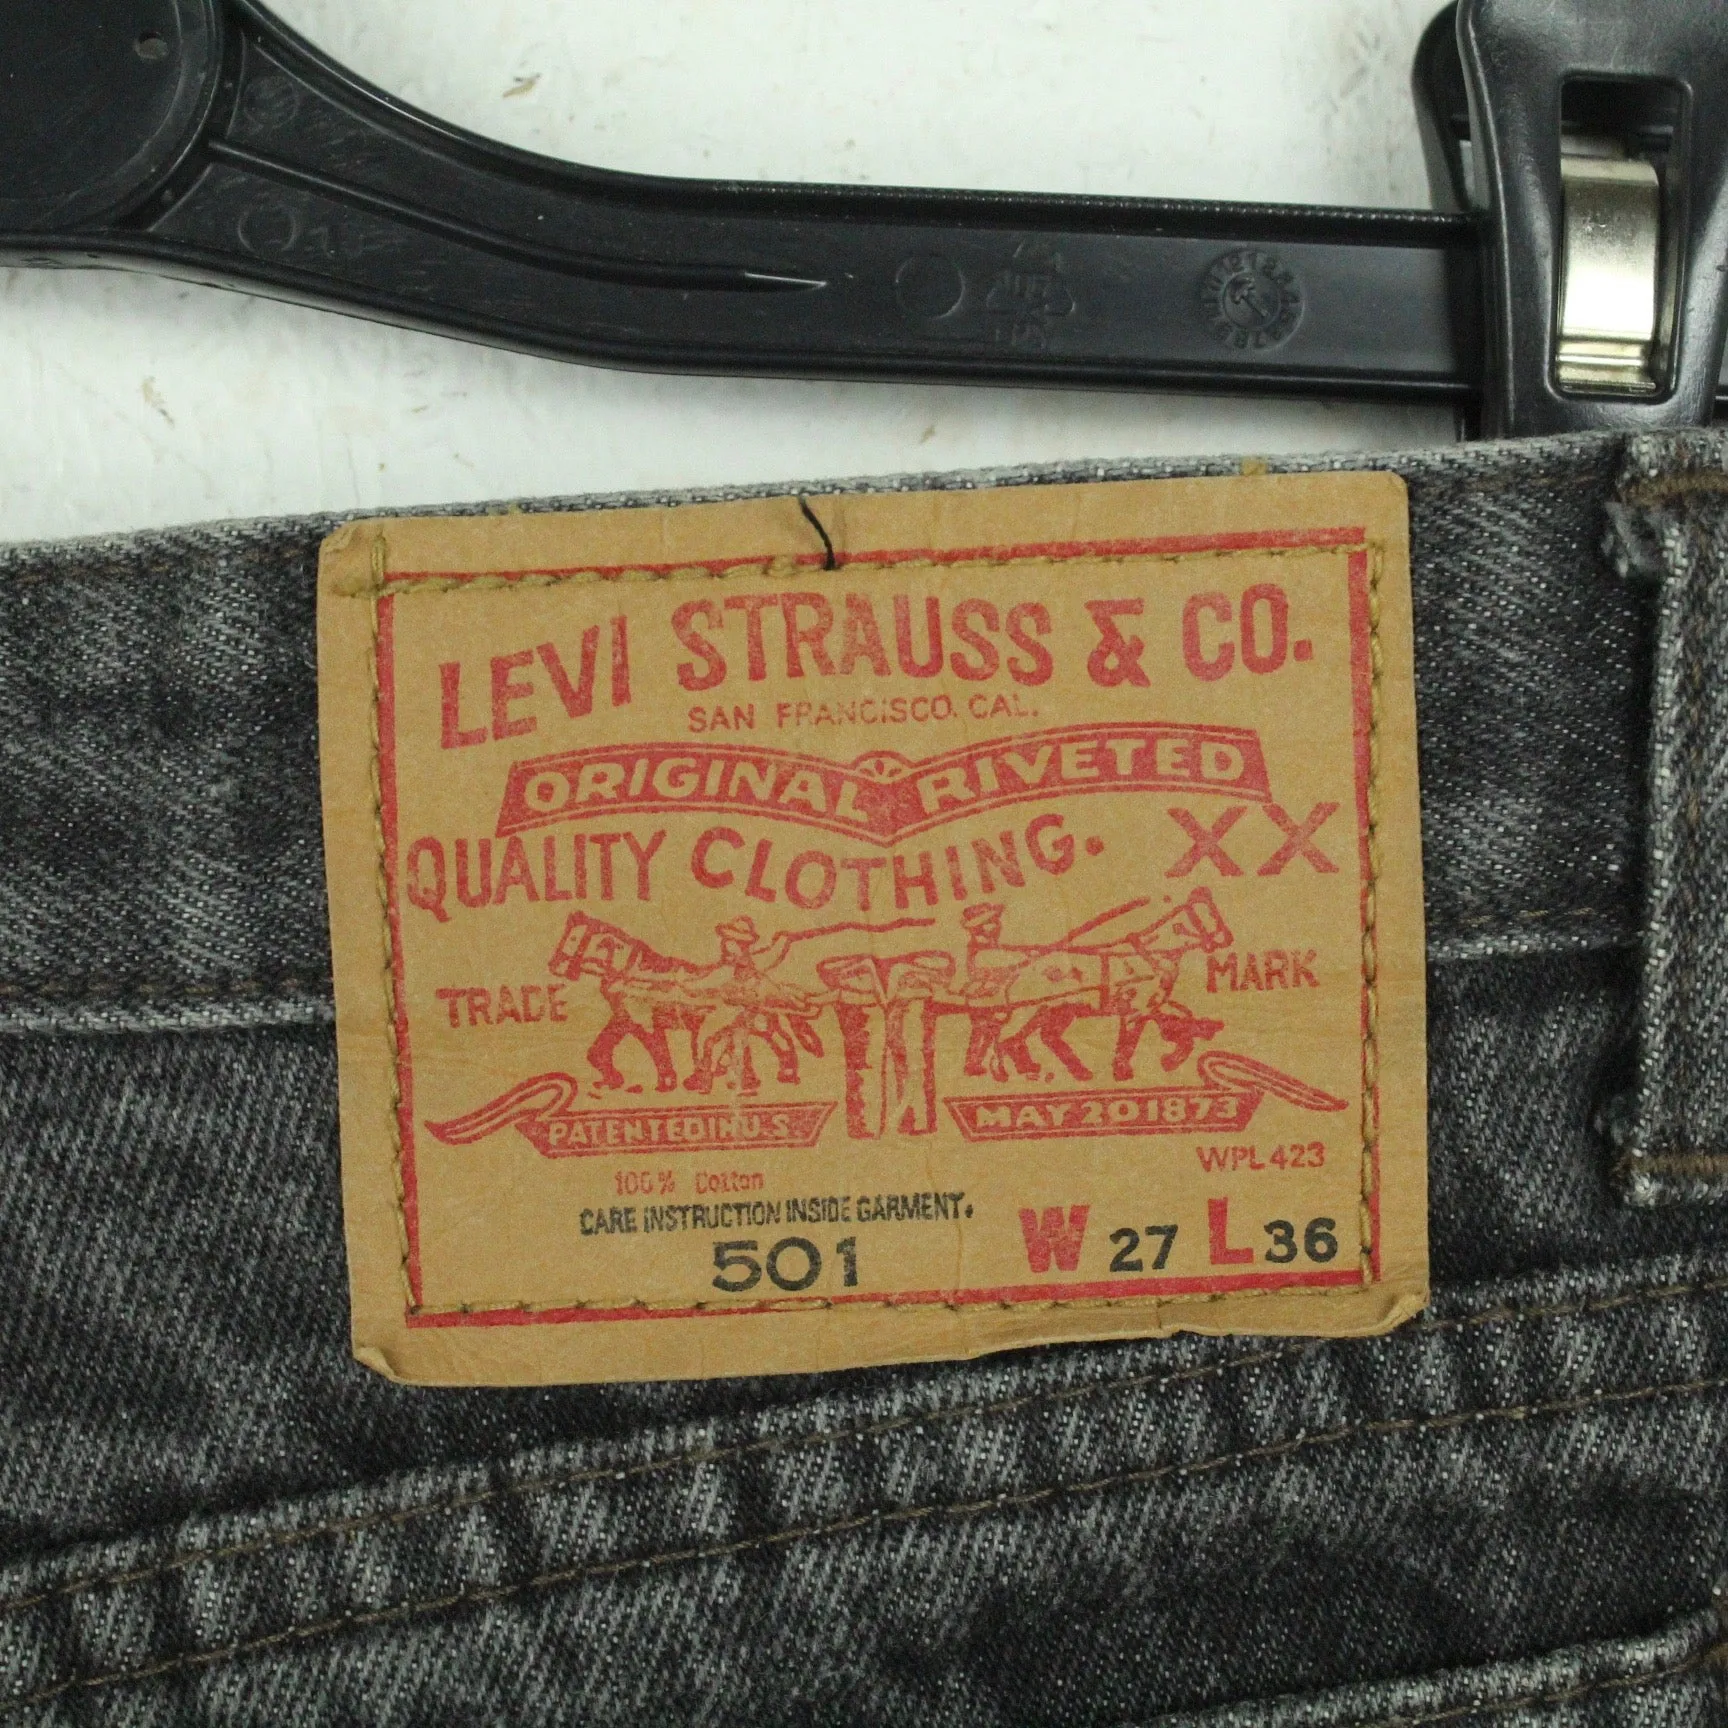 LEVI STRAUSS & CO.
SAN FRANCISCO. CAL.
ORIGINAL RIVETED
QUALITY CLOTHING. XX
TRADE MARK
PATENTED IN U.S. MAY 20 1873
WPL 423
100% Cotton
CARE INSTRUCTION INSIDE GARMENT.
501 W 27 L 36